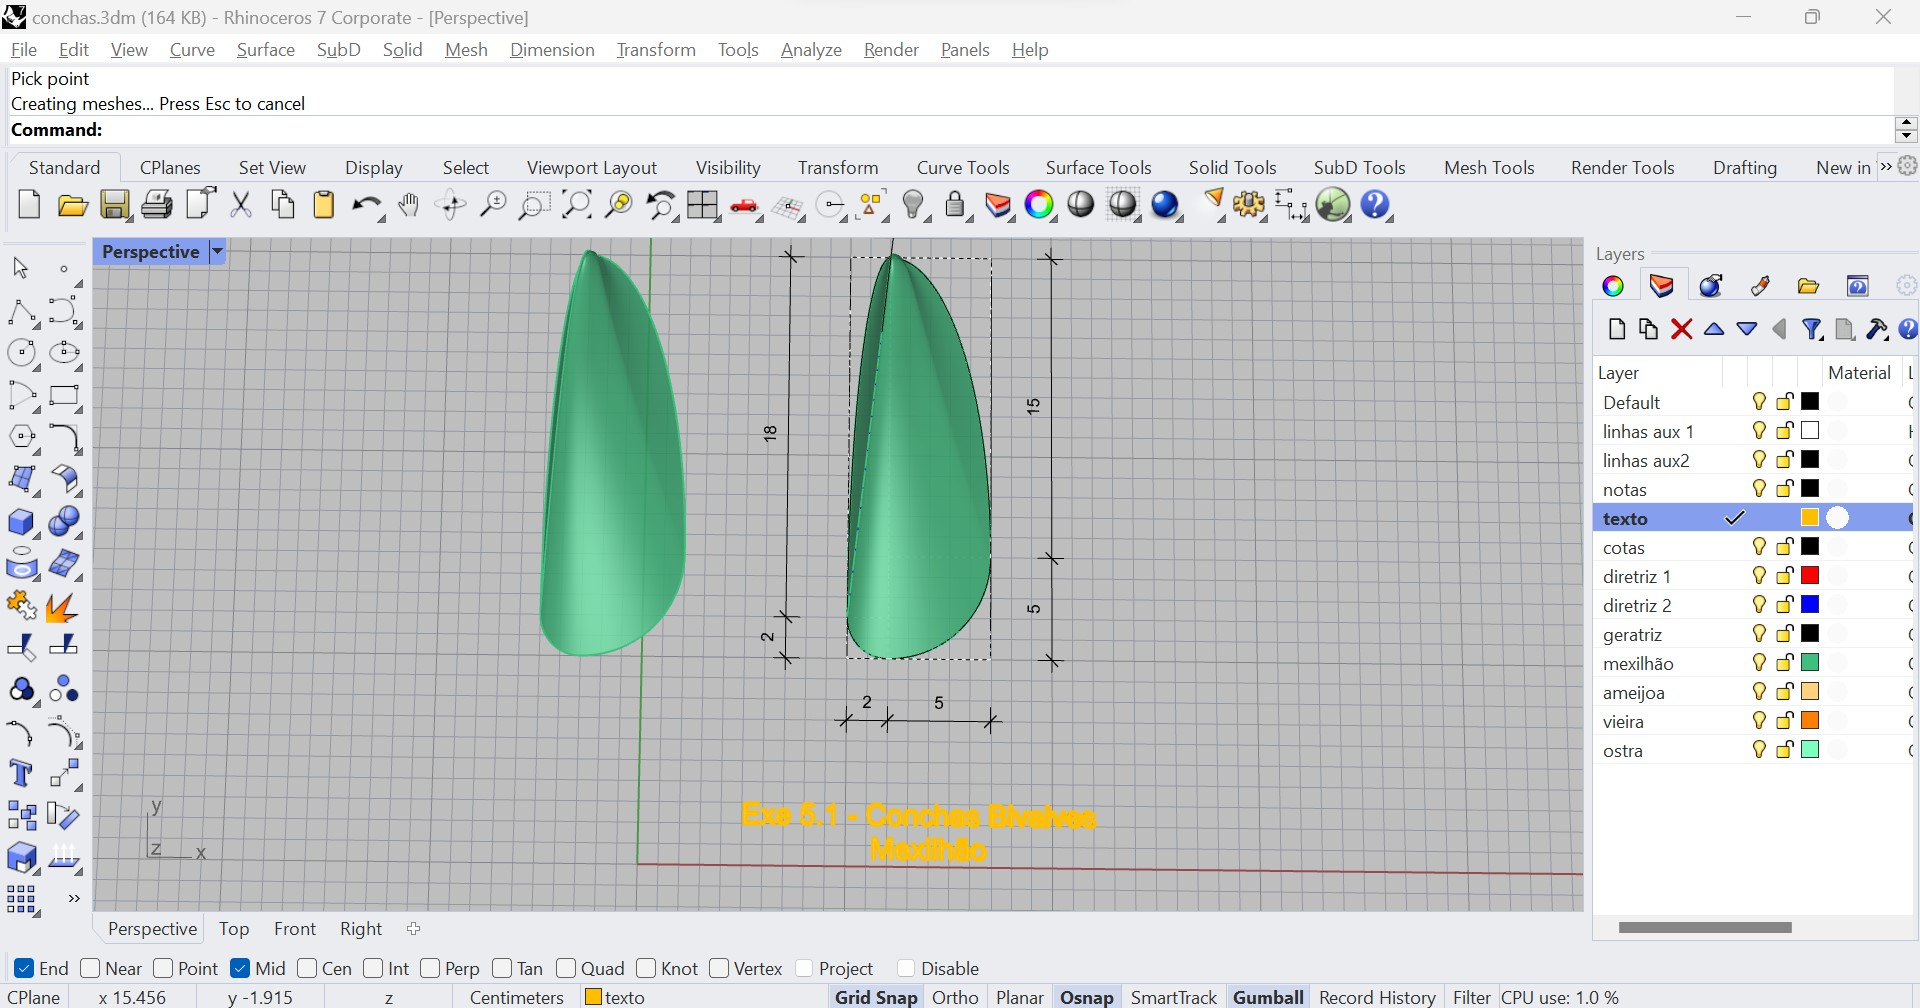 conchas.3dm (164 KB) - Rhinoceros 7 Corporate - [Perspective]
File Edit View Curve Surface SubD Solid Mesh Dimension Transform Tools Analyze Render Panels Help
Pick point
Creating meshes... Press Esc to cancel
Command:
Standard CPlanes Set View Display Select Viewport Layout Visibility Transform Curve Tools Surface Tools Solid Tools SubD Tools Mesh Tools Render Tools Drafting New in
Perspective
18
2
15
5
2 5
Exe 5.1 - Conchas Bivalves
Mexilhão
y
z x
Layers
Layer Material
Default
linhas aux 1
linhas aux2
notas
texto
cotas
diretriz 1
diretriz 2
geratriz
mexilhão
ameijoa
vieira
ostra
Perspective Top Front Right
End Near Point Mid Cen Int Perp Tan Quad Knot Vertex Project Disable
CPlane x 15.456 y -1.915 z Centimeters texto Grid Snap Ortho Planar Osnap SmartTrack Gumball Record History Filter CPU use: 1.0 %